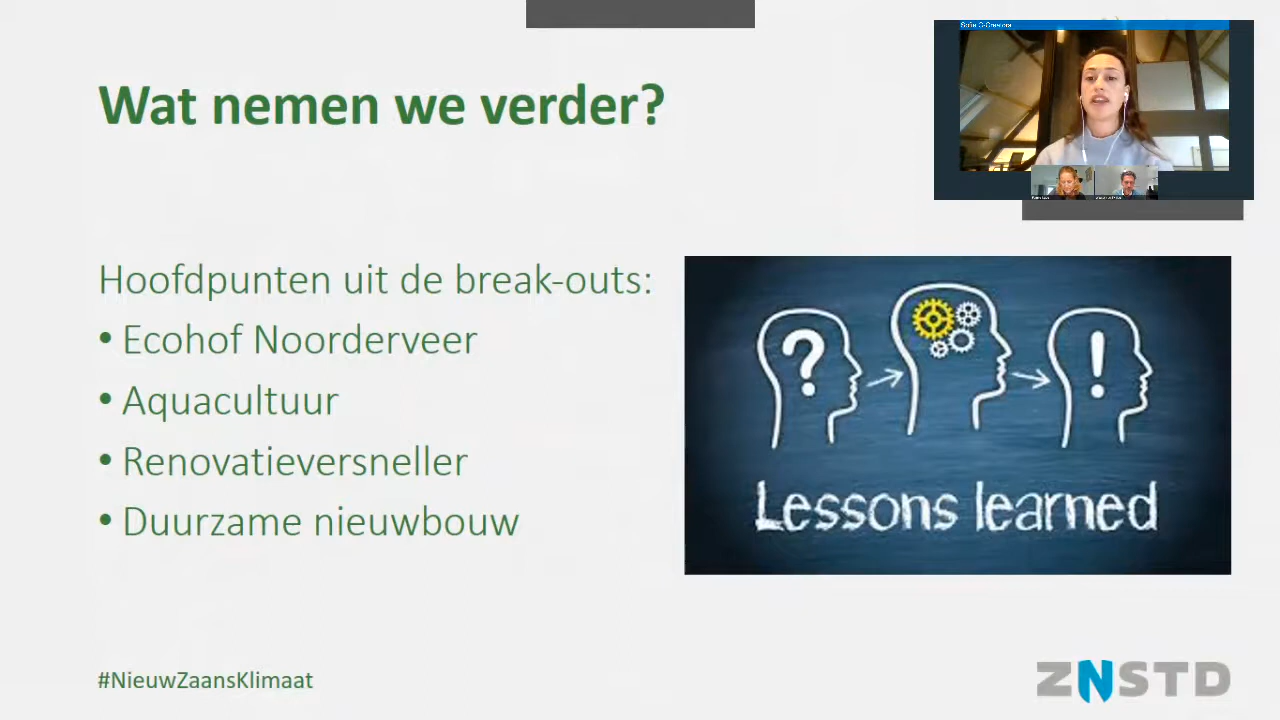 Wat nemen we verder?
Hoofdpunten uit de break-outs:
• Ecohof Noorderveer
• Aquacultuur
• Renovatieversneller
• Duurzame nieuwbouw
?
!
Lessons learned
#NieuwZaansKlimaat
ZNSTD